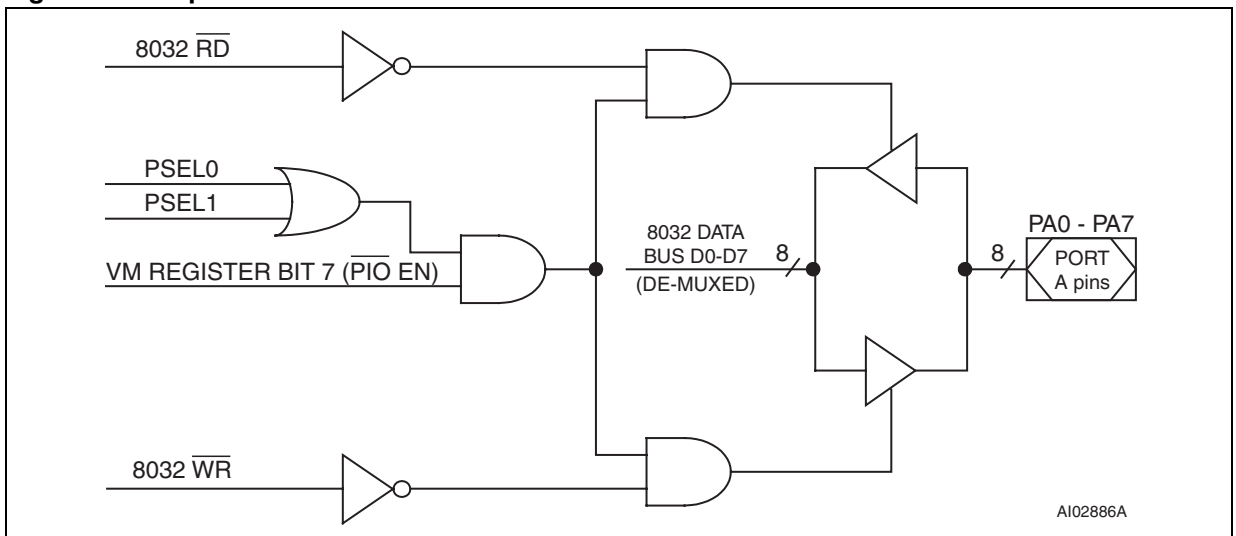 8032 RD
PSEL0
PSEL1
VM REGISTER BIT 7 (PIO EN)
8032 DATA
BUS D0-D7
(DE-MUXED)
8
8
PA0 - PA7
PORT
A pins
8032 WR
AI02886A